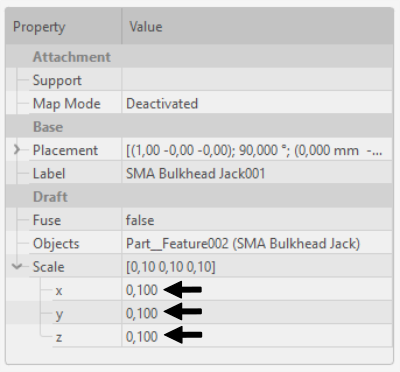 Property Value
Attachment
Support
Map Mode Deactivated
Base
Placement [(1,00 -0,00 -0,00); 90,000 °; (0,000 mm -...
Label SMA Bulkhead Jack001
Draft
Fuse false
Objects Part__Feature002 (SMA Bulkhead Jack)
Scale [0,10 0,10 0,10]
x 0,100
y 0,100
z 0,100